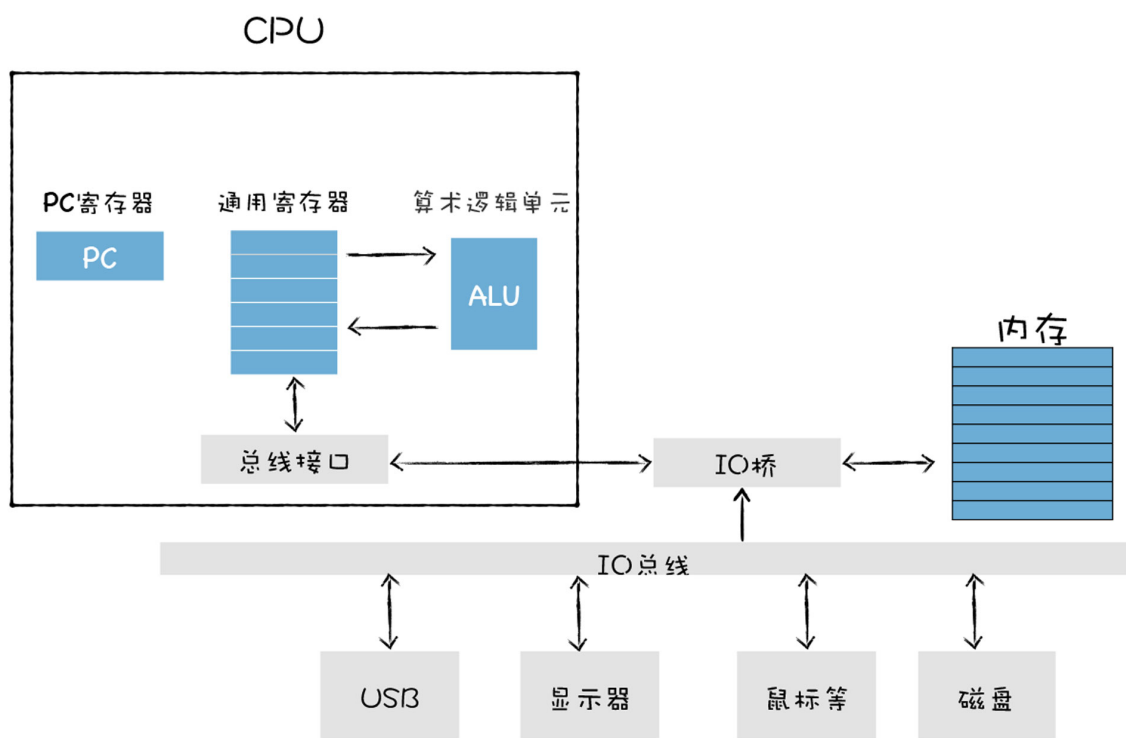 CPU
PC寄存器
通用寄存器
算术逻辑单元
PC
ALU
内存
总线接口
IO桥
IO总线
USB
显示器
鼠标等
磁盘